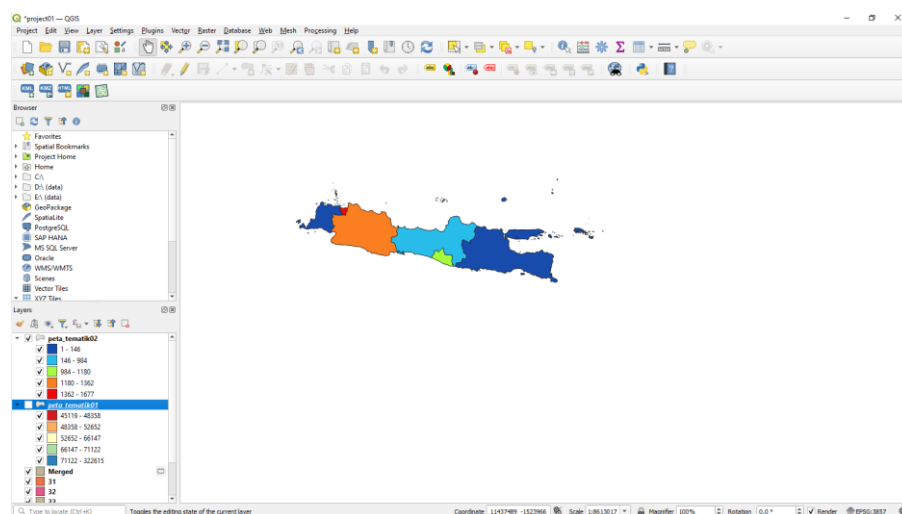 *project01 — QGIS
Project Edit View Layer Settings Plugins Vector Raster Database Web Mesh Processing Help
KML KMZ HTML
Browser
Favorites
Spatial Bookmarks
Project Home
Home
C:\
D:\ (data)
E:\ (data)
GeoPackage
SpatiaLite
PostgreSQL
SAP HANA
MS SQL Server
Oracle
WMS/WMTS
Scenes
Vector Tiles
XYZ Tiles
Layers
peta_tematik02
1 - 146
146 - 984
984 - 1180
1180 - 1362
1362 - 1677
peta_tematik01
45119 - 48358
48358 - 52652
52652 - 66147
66147 - 71122
71122 - 322615
Merged
31
32
33
Type to locate (Ctrl+K) Toggles the editing state of the current layer Coordinate 11437489 -1523966 Scale 1:8613017 Magnifier 100% Rotation 0,0 ° Render EPSG:3857